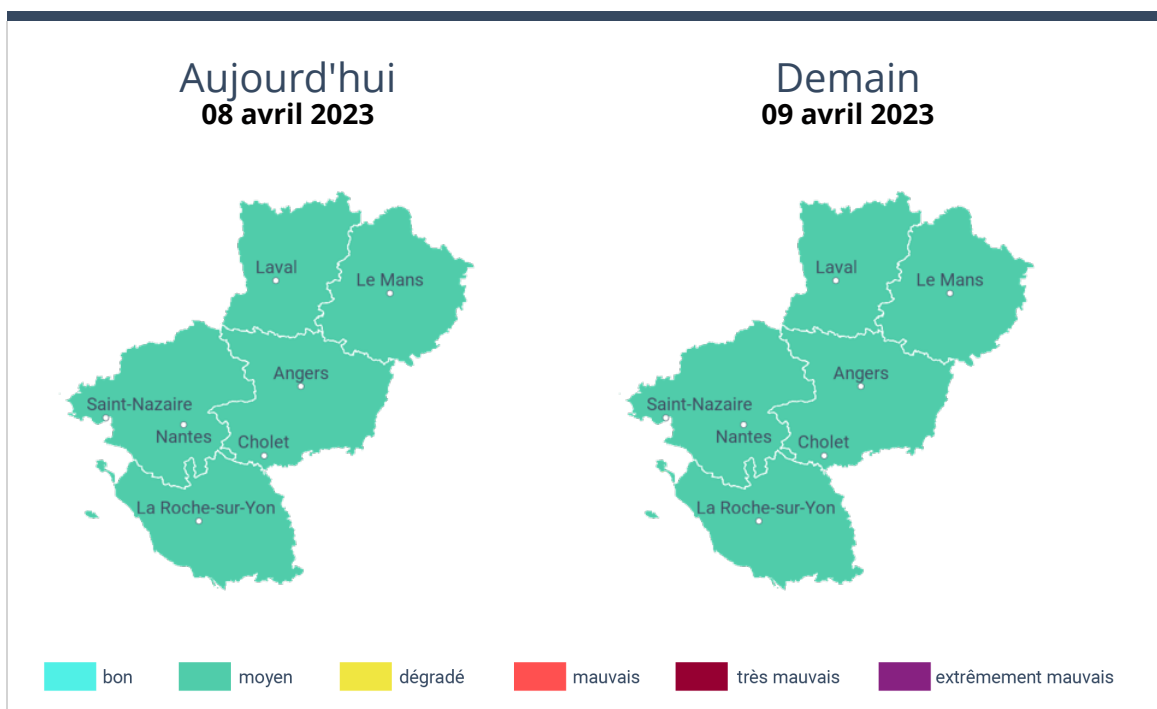 Aujourd'hui
08 avril 2023
Laval
Le Mans
Angers
Saint-Nazaire
Nantes
Cholet
La Roche-sur-Yon
Demain
09 avril 2023
Laval
Le Mans
Angers
Saint-Nazaire
Nantes
Cholet
La Roche-sur-Yon
bon moyen dégradé mauvais très mauvais extrêmement mauvais